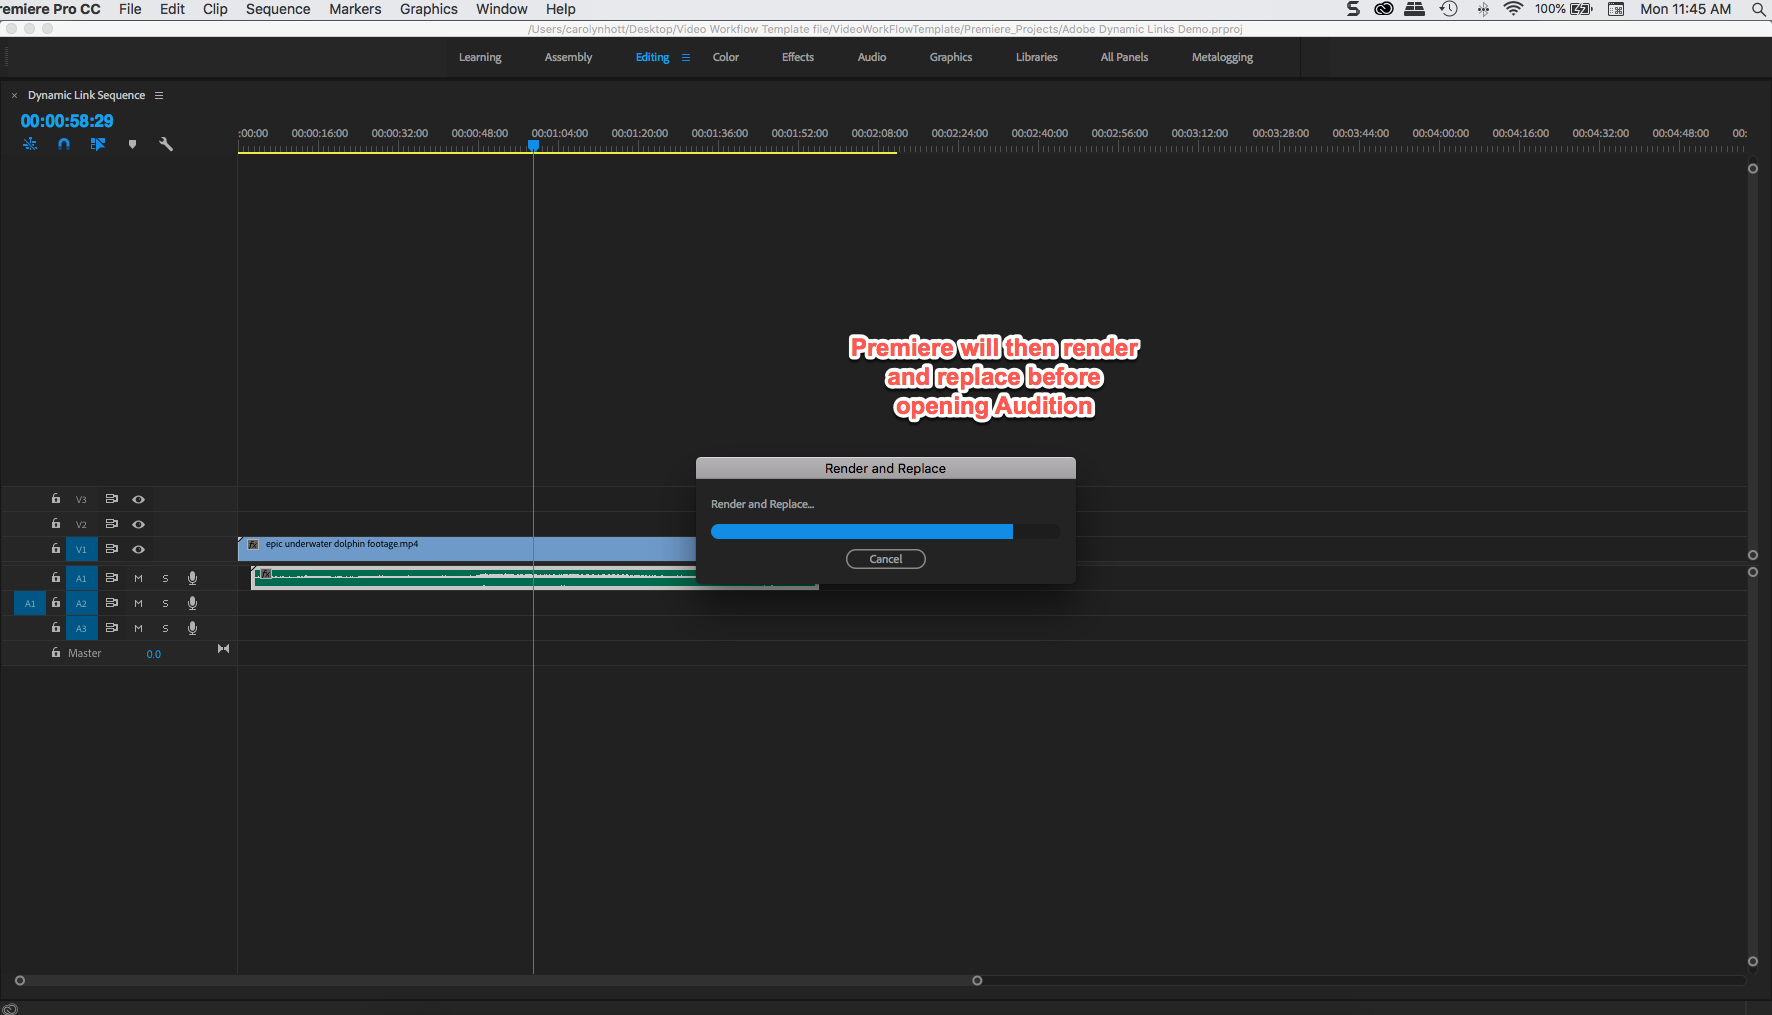 remiere Pro CC File Edit Clip Sequence Markers Graphics Window Help 100% Mon 11:45 AM
/Users/carolynhott/Desktop/Video Workflow Template file/VideoWorkFlowTemplate/Premiere_Projects/Adobe Dynamic Links Demo.prproj
Learning Assembly Editing Color Effects Audio Graphics Libraries All Panels Metalogging
× Dynamic Link Sequence
00:00:58:29
:00:00 00:00:16:00 00:00:32:00 00:00:48:00 00:01:04:00 00:01:20:00 00:01:36:00 00:01:52:00 00:02:08:00 00:02:24:00 00:02:40:00 00:02:56:00 00:03:12:00 00:03:28:00 00:03:44:00 00:04:00:00 00:04:16:00 00:04:32:00 00:04:48:00 00:
Premiere will then render
and replace before
opening Audition
Render and Replace
Render and Replace...
Cancel
V3
V2
V1 fx epic underwater dolphin footage.mp4
A1 M S fx
A1 A2 M S
A3 M S
Master 0.0